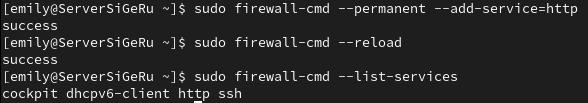 [emily@ServerSiGeRu ~]$ sudo firewall-cmd --permanent --add-service=http
success
[emily@ServerSiGeRu ~]$ sudo firewall-cmd --reload
success
[emily@ServerSiGeRu ~]$ sudo firewall-cmd --list-services
cockpit dhcpv6-client http ssh